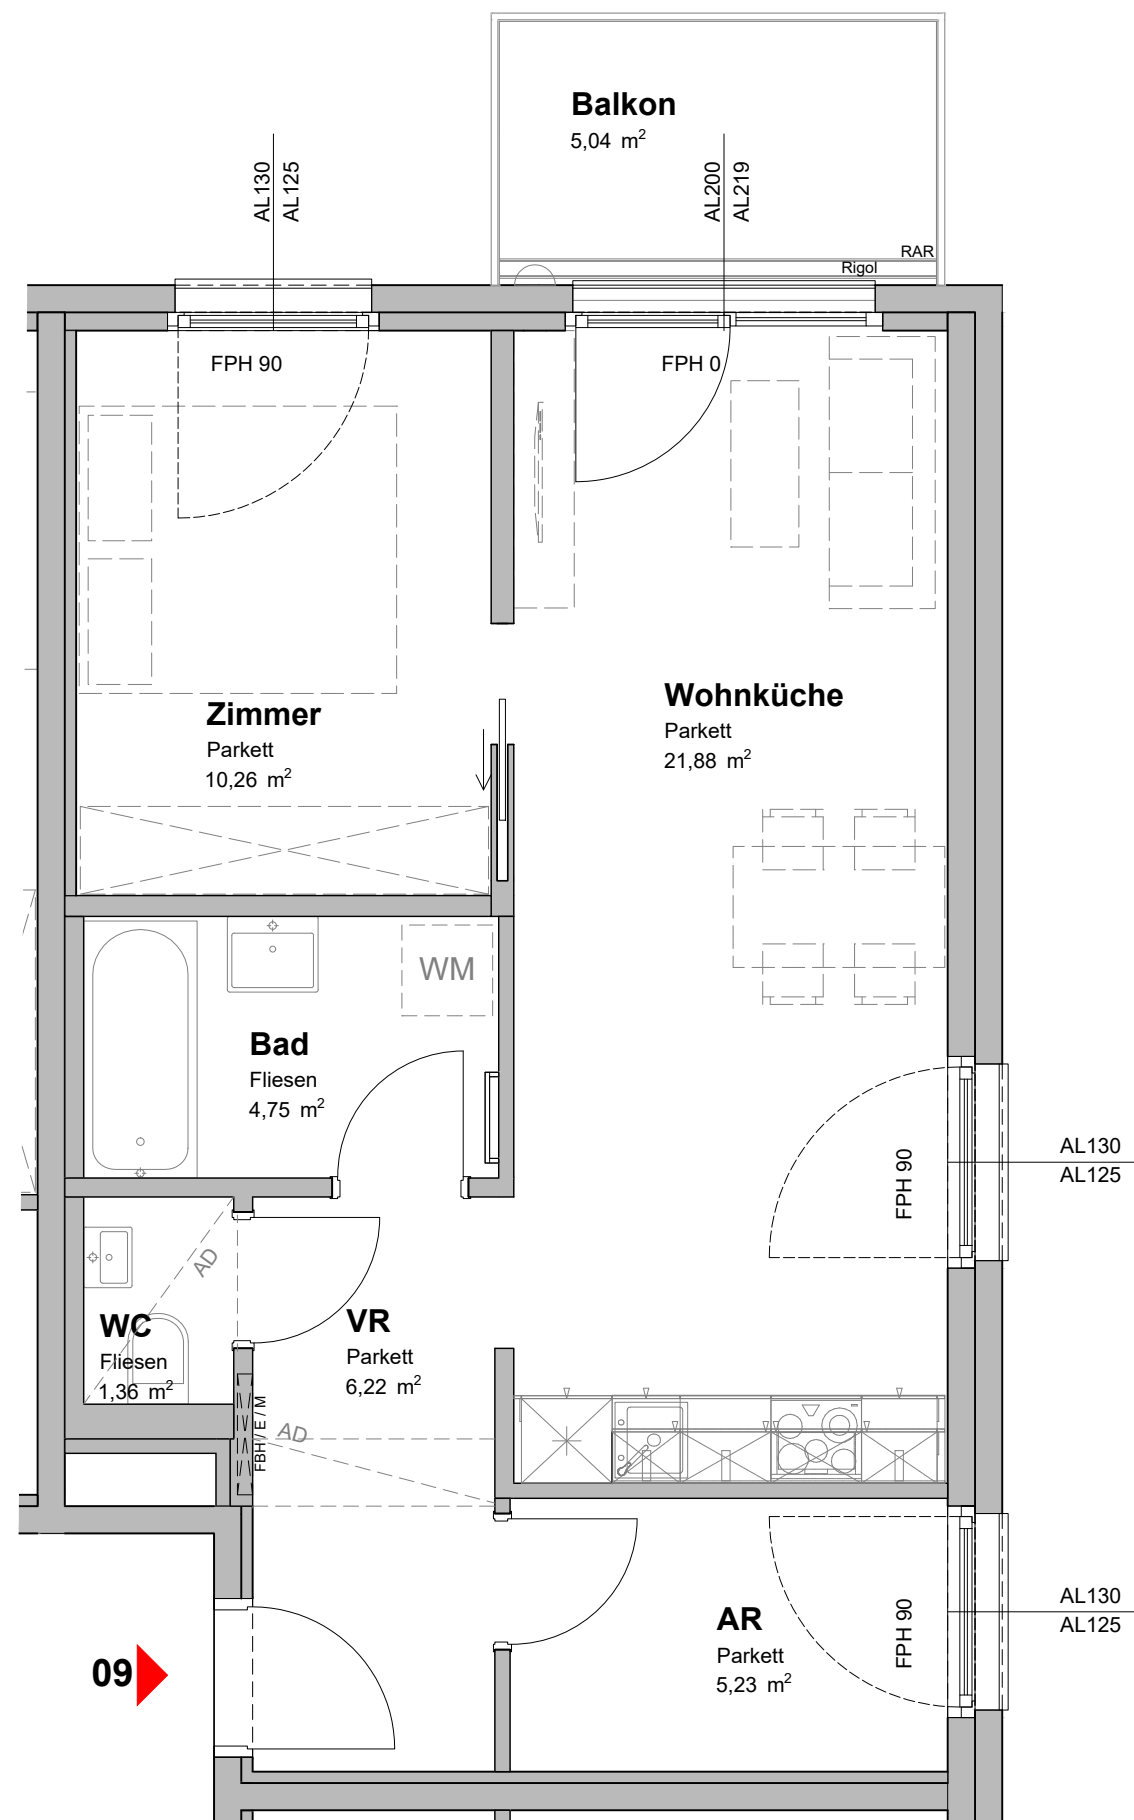 Balkon
5,04 m²
AL130
AL125
AL200
AL219
RAR
Rigol
FPH 90
FPH 0
Zimmer
Parkett
10,26 m²
Wohnküche
Parkett
21,88 m²
WM
Bad
Fliesen
4,75 m²
AL130
AL125
FPH 90
AD
WC
Fliesen
1,36 m²
VR
Parkett
6,22 m²
FBH / E / M
AD
AR
Parkett
5,23 m²
FPH 90
AL130
AL125
09